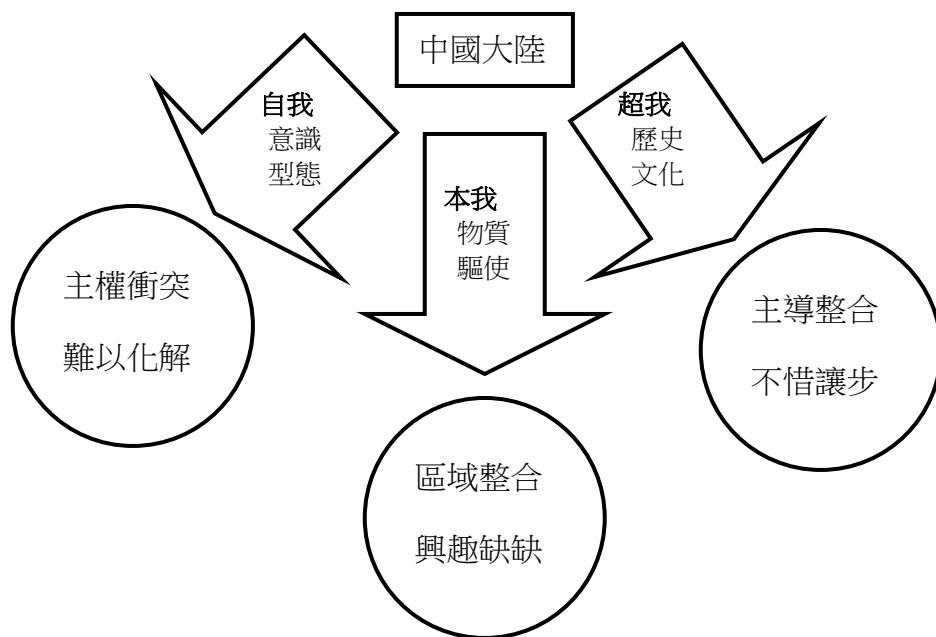 中國大陸
自我
意識
型態
本我
物質
驅使
超我
歷史
文化
主權衝突
難以化解
區域整合
興趣缺缺
主導整合
不惜讓步